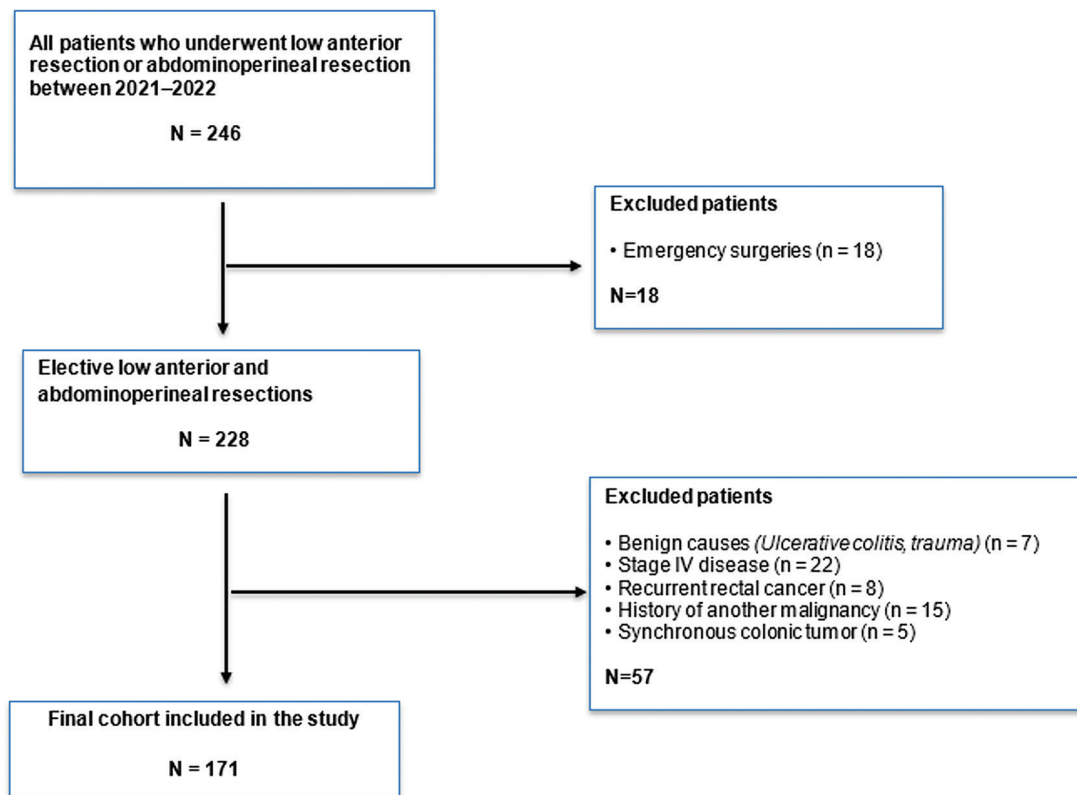 All patients who underwent low anterior
resection or abdominoperineal resection
between 2021–2022
N = 246
Excluded patients
• Emergency surgeries (n = 18)
N=18
Elective low anterior and
abdominoperineal resections
N = 228
Excluded patients
• Benign causes (Ulcerative colitis, trauma) (n = 7)
• Stage IV disease (n = 22)
• Recurrent rectal cancer (n = 8)
• History of another malignancy (n = 15)
• Synchronous colonic tumor (n = 5)
N=57
Final cohort included in the study
N = 171